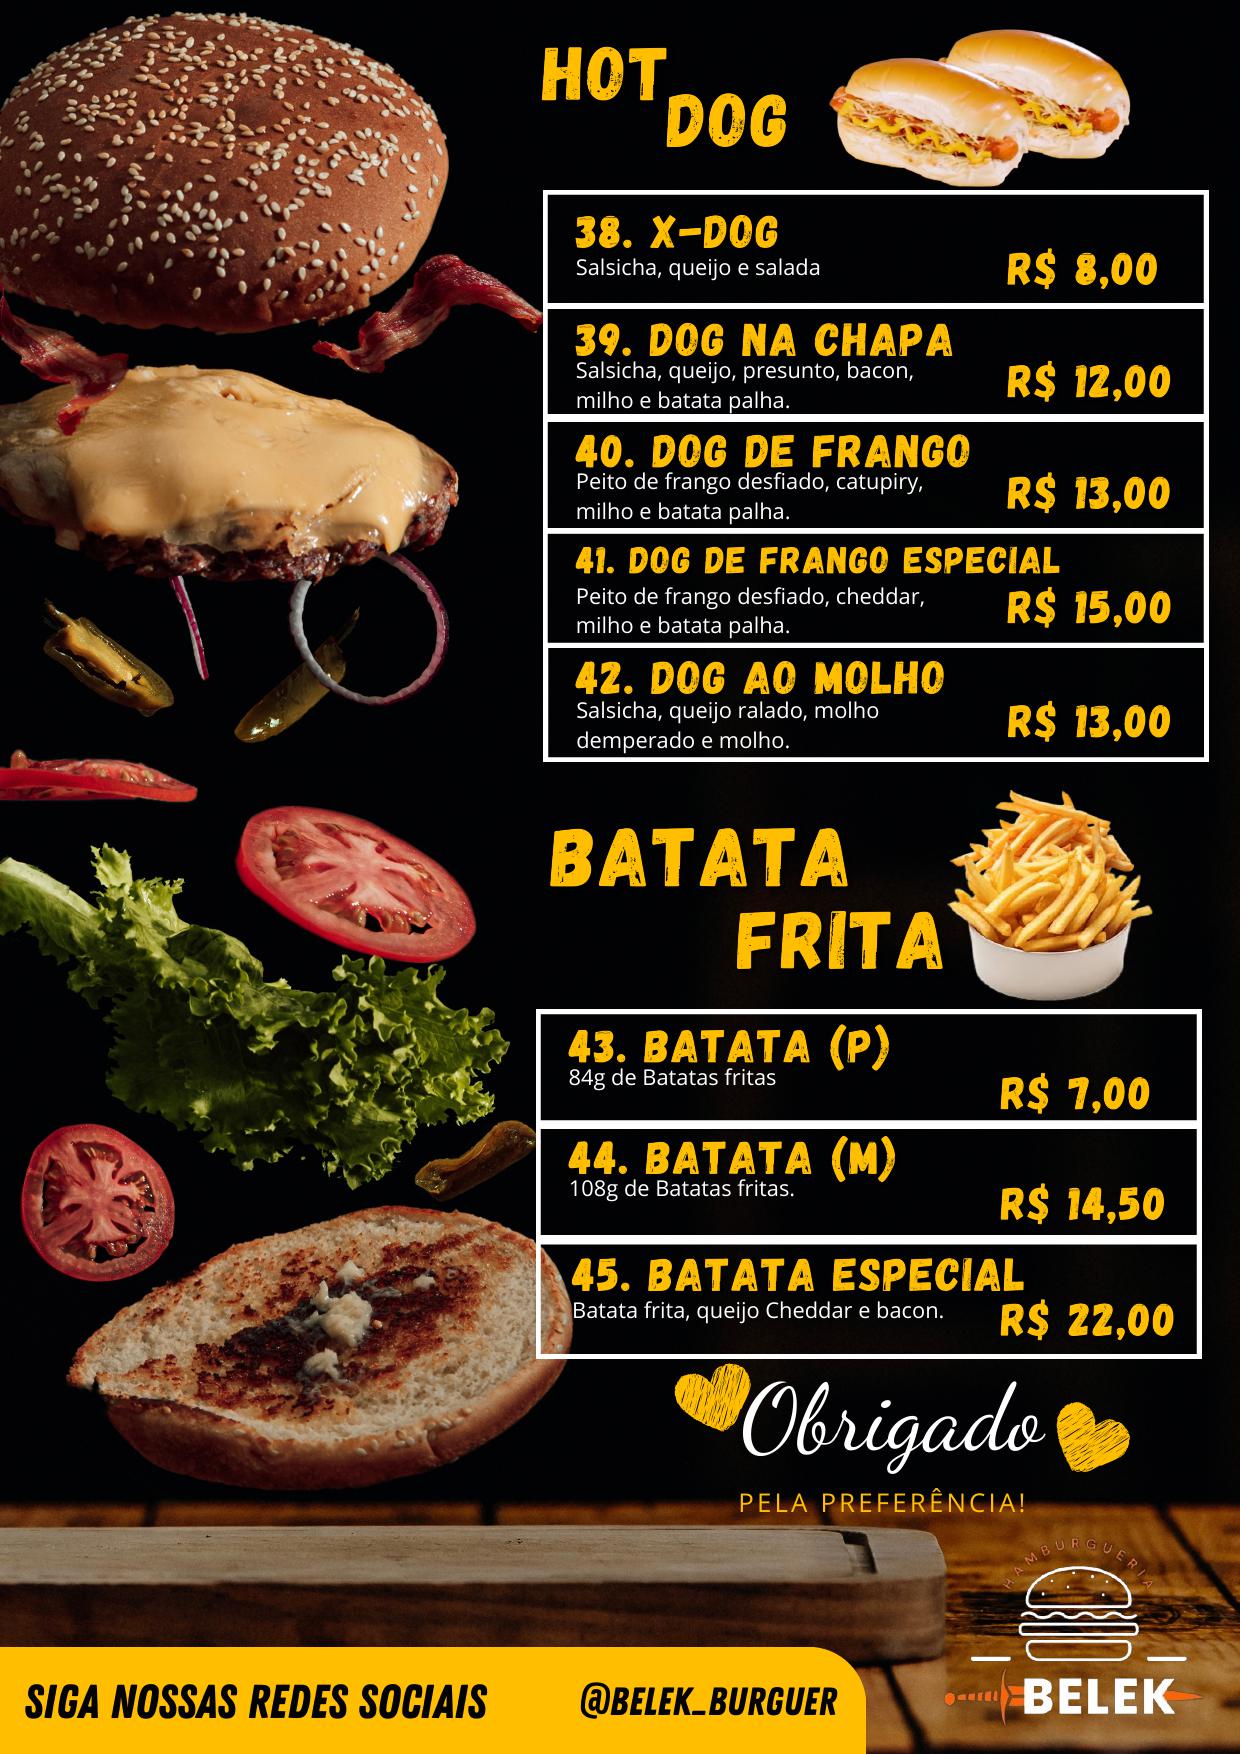 HOT
DOG
38. X-DOG
Salsicha, queijo e salada
R$ 8,00
39. DOG NA CHAPA
Salsicha, queijo, presunto, bacon,
milho e batata palha.
R$ 12,00
40. DOG DE FRANGO
Peito de frango desfiado, catupiry,
milho e batata palha.
R$ 13,00
41. DOG DE FRANGO ESPECIAL
Peito de frango desfiado, cheddar,
milho e batata palha.
R$ 15,00
42. DOG AO MOLHO
Salsicha, queijo ralado, molho
demperado e molho.
R$ 13,00
BATATA
FRITA
43. BATATA (P)
84g de Batatas fritas
R$ 7,00
44. BATATA (M)
108g de Batatas fritas.
R$ 14,50
45. BATATA ESPECIAL
Batata frita, queijo Cheddar e bacon.
R$ 22,00
Obrigado
PELA PREFERÊNCIA!
HAMBURGUERIA
BELEK
SIGA NOSSAS REDES SOCIAIS
@BELEK_BURGUER